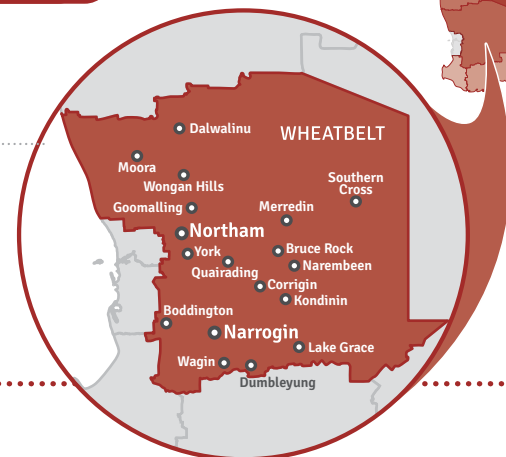 Dalwalinu
WHEATBELT
Moora
Wongan Hills
Southern
Cross
Goomalling
Merredin
Northam
York
Bruce Rock
Quairading
Narembeen
Corrigin
Kondinin
Boddington
Narrogin
Lake Grace
Wagin
Dumbleyung